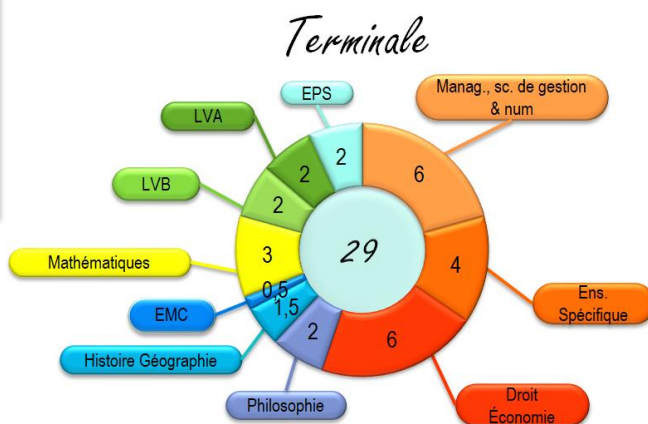 Terminale
EPS
Manag., sc. de gestion
& num
LVA
LVB
Mathématiques
EMC
Histoire Géographie
Philosophie
Droit
Économie
Ens.
Spécifique
2
6
2
2
3
0,5
1,5
2
6
4
29